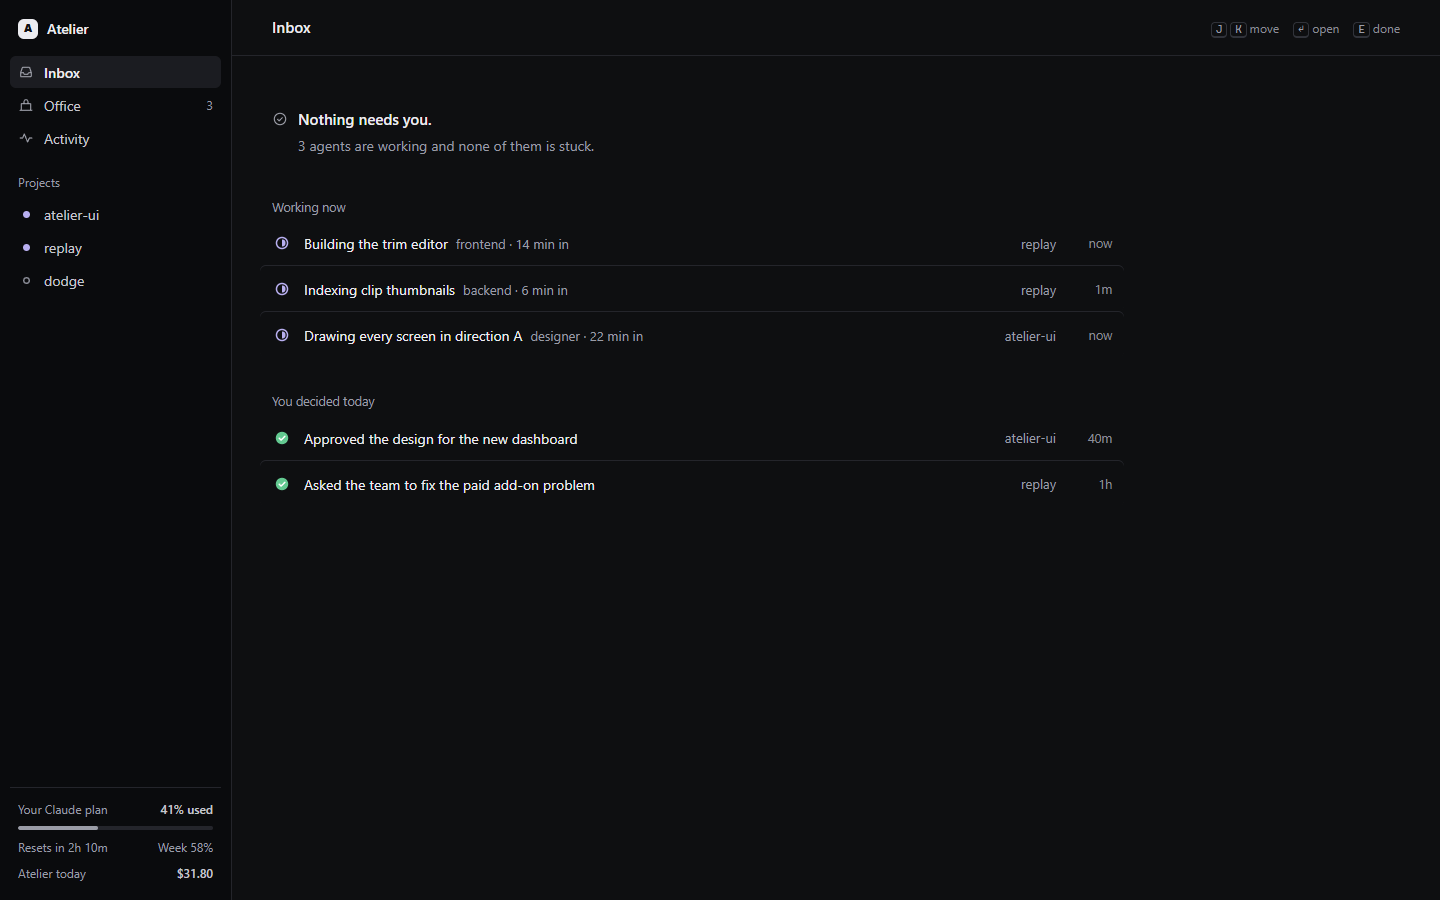 A Atelier
Inbox
Office 3
Activity
Projects
atelier-ui
replay
dodge
Your Claude plan 41% used
Resets in 2h 10m Week 58%
Atelier today $31.80
Inbox
J K move ↵ open E done
Nothing needs you.
3 agents are working and none of them is stuck.
Working now
Building the trim editor frontend · 14 min in replay now
Indexing clip thumbnails backend · 6 min in replay 1m
Drawing every screen in direction A designer · 22 min in atelier-ui now
You decided today
Approved the design for the new dashboard atelier-ui 40m
Asked the team to fix the paid add-on problem replay 1h